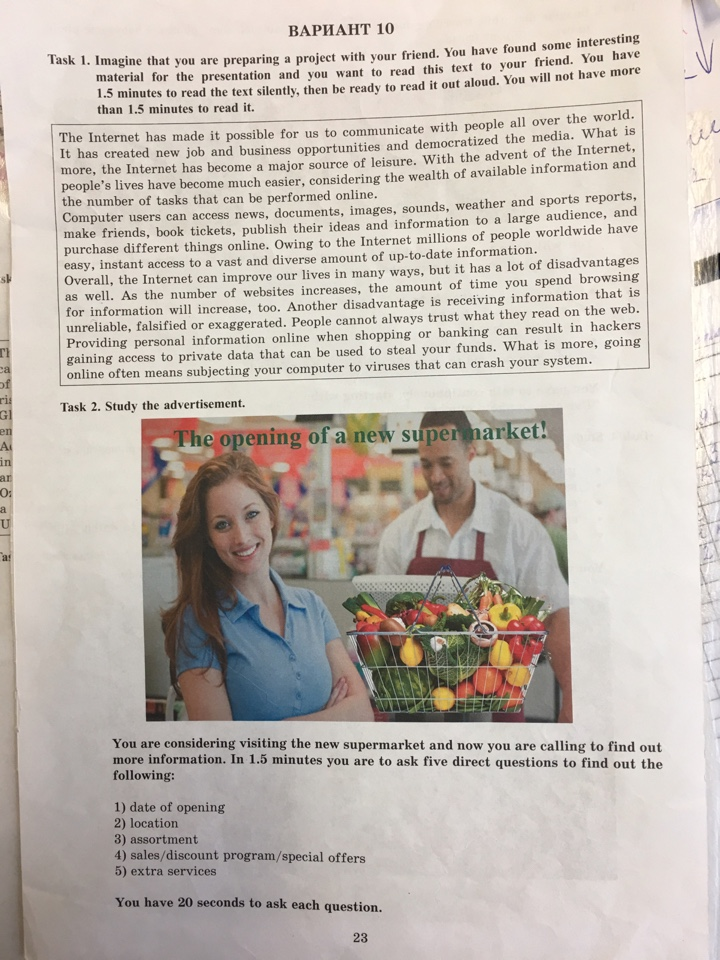 ВАРИАНТ 10
Task 1. Imagine that you are preparing a project with your friend. You have found some interesting
material for the presentation and you want to read this text to your friend. You have
1.5 minutes to read the text silently, then be ready to read it out aloud. You will not have more
than 1.5 minutes to read it.
The Internet has made it possible for us to communicate with people all over the world.
It has created new job and business opportunities and democratized the media. What is
more, the Internet has become a major source of leisure. With the advent of the Internet,
people's lives have become much easier, considering the wealth of available information and
the number of tasks that can be performed online.
Computer users can access news, documents, images, sounds, weather and sports reports,
make friends, book tickets, publish their ideas and information to a large audience, and
purchase different things online. Owing to the Internet millions of people worldwide have
easy, instant access to a vast and diverse amount of up-to-date information.
Overall, the Internet can improve our lives in many ways, but it has a lot of disadvantages
as well. As the number of websites increases, the amount of time you spend browsing
for information will increase, too. Another disadvantage is receiving information that is
unreliable, falsified or exaggerated. People cannot always trust what they read on the web.
Providing personal information online when shopping or banking can result in hackers
gaining access to private data that can be used to steal your funds. What is more, going
online often means subjecting your computer to viruses that can crash your system.
Task 2. Study the advertisement.
The opening of a new supermarket!
You are considering visiting the new supermarket and now you are calling to find out
more information. In 1.5 minutes you are to ask five direct questions to find out the
following:
1) date of opening
2) location
3) assortment
4) sales/discount program/special offers
5) extra services
You have 20 seconds to ask each question.
23